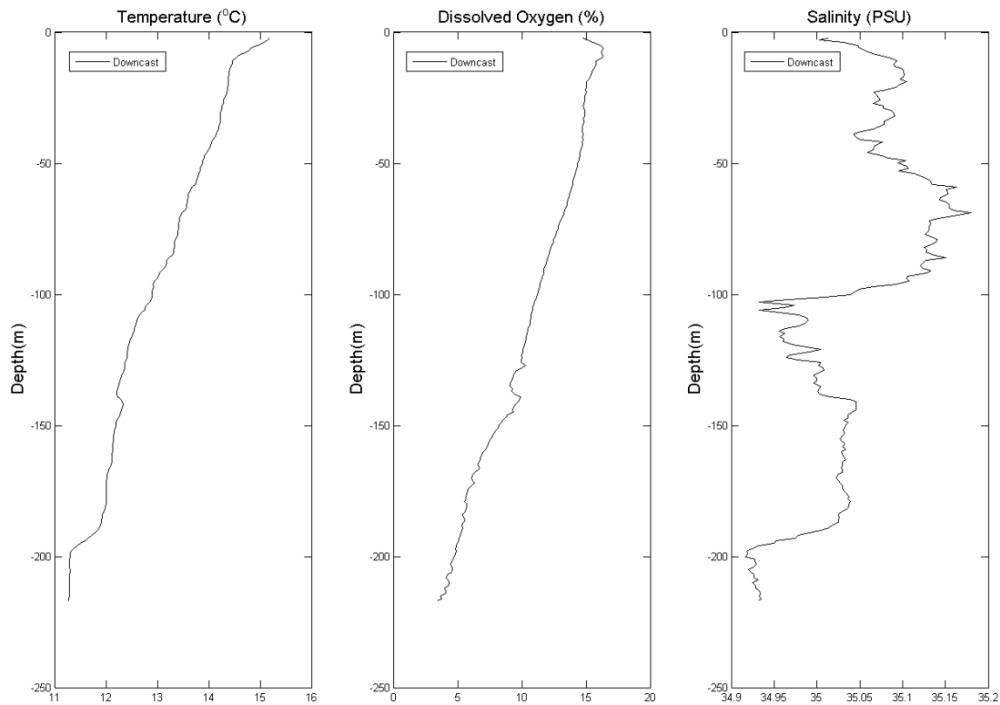 Temperature (⁰C)
0
-50
-100
-150
-200
-250
Depth(m)
Downcast
11 12 13 14 15 16
Dissolved Oxygen (%)
0
-50
-100
-150
-200
-250
Depth(m)
Downcast
0 5 10 15 20
Salinity (PSU)
0
-50
-100
-150
-200
-250
Depth(m)
Downcast
34.9 34.95 35 35.05 35.1 35.15 35.2